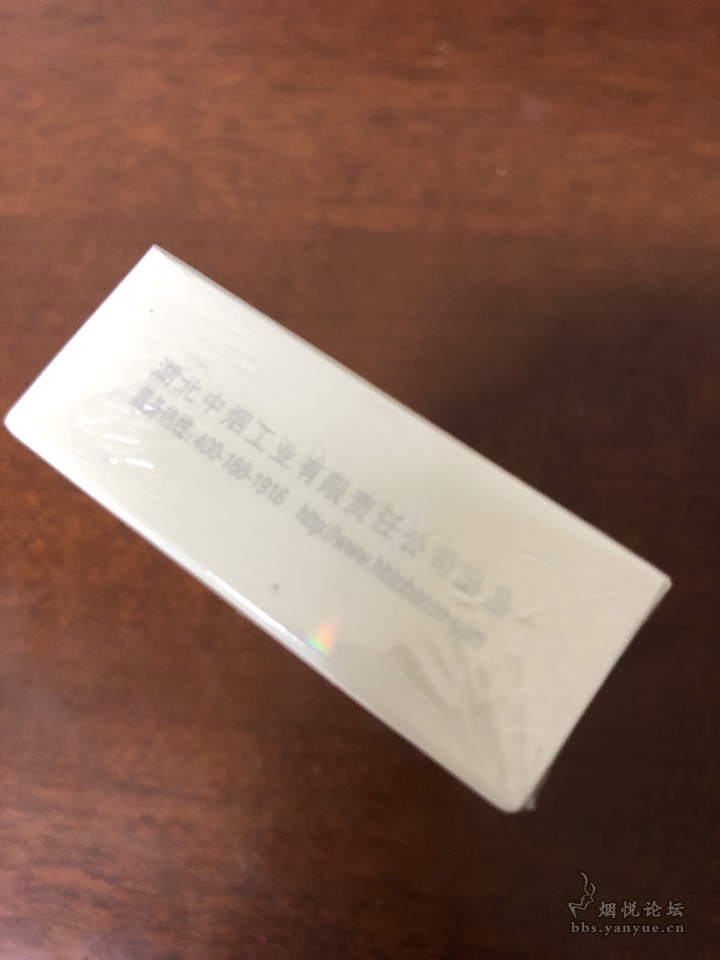 湖北中烟工业有限责任公司出品
服务热线: 400-188-1916 http://www.hbtobacco.com
烟悦论坛
bbs.yanyue.cn